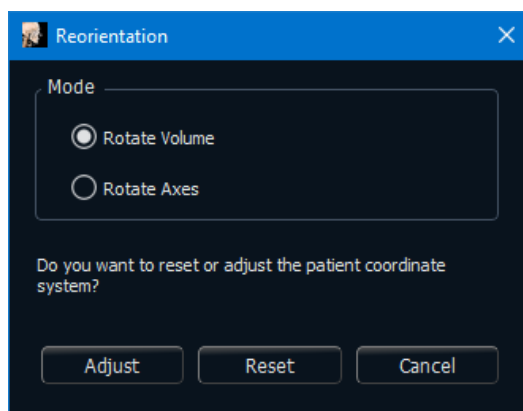 Reorientation
Mode
Rotate Volume
Rotate Axes
Do you want to reset or adjust the patient coordinate
system?
Adjust Reset Cancel